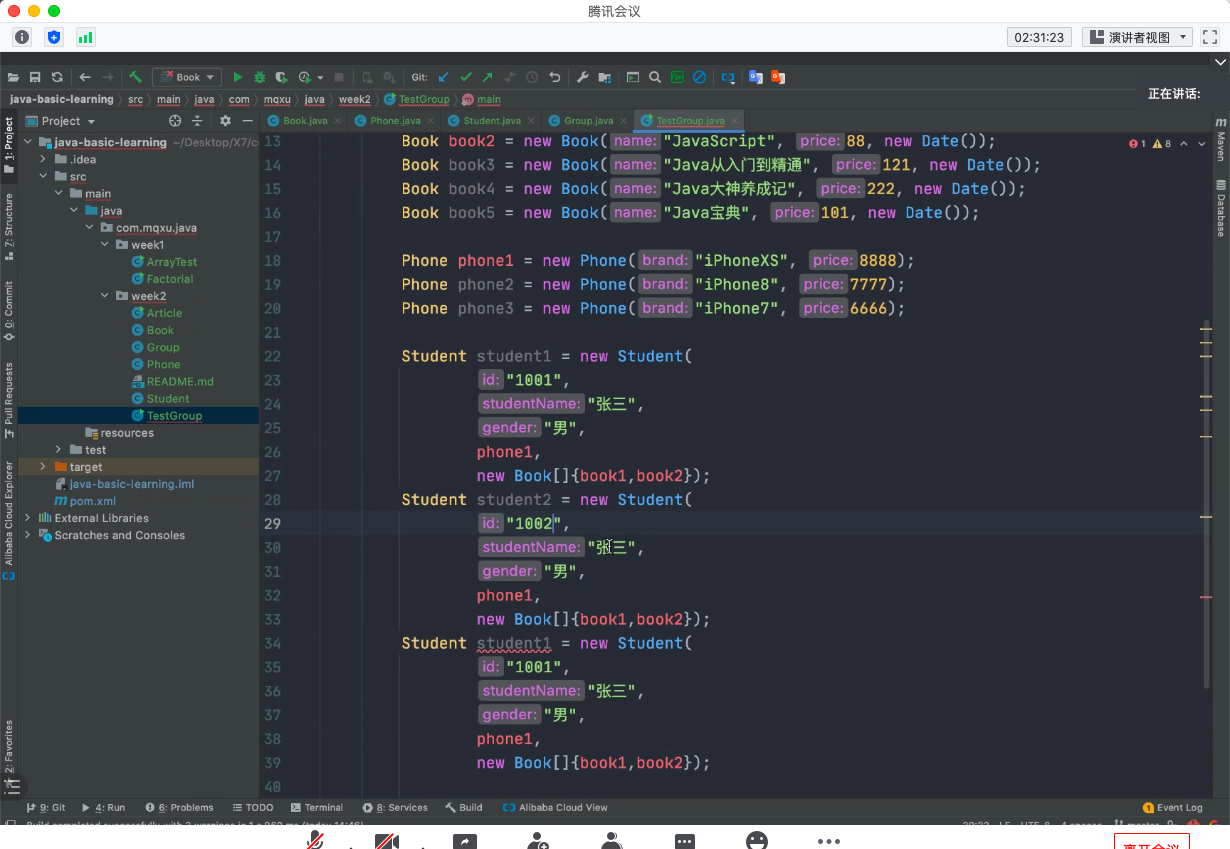 腾讯会议
02:31:23 演讲者视图
Book Git:
java-basic-learning src main java com mqxu java week2 TestGroup main
正在讲话:
Project Book.java Phone.java Student.java Group.java TestGroup.java
1: Project
7: Structure
0: Commit
Pull Requests
Alibaba Cloud Explorer
2: Favorites
m Maven
Database
1 8
java-basic-learning ~/Desktop/X7/c
.idea
src
main
java
com.mqxu.java
week1
ArrayTest
Factorial
week2
Article
Book
Group
Phone
README.md
Student
TestGroup
resources
test
target
java-basic-learning.iml
pom.xml
External Libraries
Scratches and Consoles
13 Book book2 = new Book( name: "JavaScript", price: 88, new Date());
14 Book book3 = new Book( name: "Java从入门到精通", price: 121, new Date());
15 Book book4 = new Book( name: "Java大神养成记", price: 222, new Date());
16 Book book5 = new Book( name: "Java宝典", price: 101, new Date());
17
18 Phone phone1 = new Phone( brand: "iPhoneXS", price: 8888);
19 Phone phone2 = new Phone( brand: "iPhone8", price: 7777);
20 Phone phone3 = new Phone( brand: "iPhone7", price: 6666);
21
22 Student student1 = new Student(
23 id: "1001",
24 studentName: "张三",
25 gender: "男",
26 phone1,
27 new Book[]{book1,book2});
28 Student student2 = new Student(
29 id: "1002",
30 studentName: "张三",
31 gender: "男",
32 phone1,
33 new Book[]{book1,book2});
34 Student student1 = new Student(
35 id: "1001",
36 studentName: "张三",
37 gender: "男",
38 phone1,
39 new Book[]{book1,book2});
40
9: Git 4: Run 6: Problems TODO Terminal 8: Services Build Alibaba Cloud View 1 Event Log
离开会议